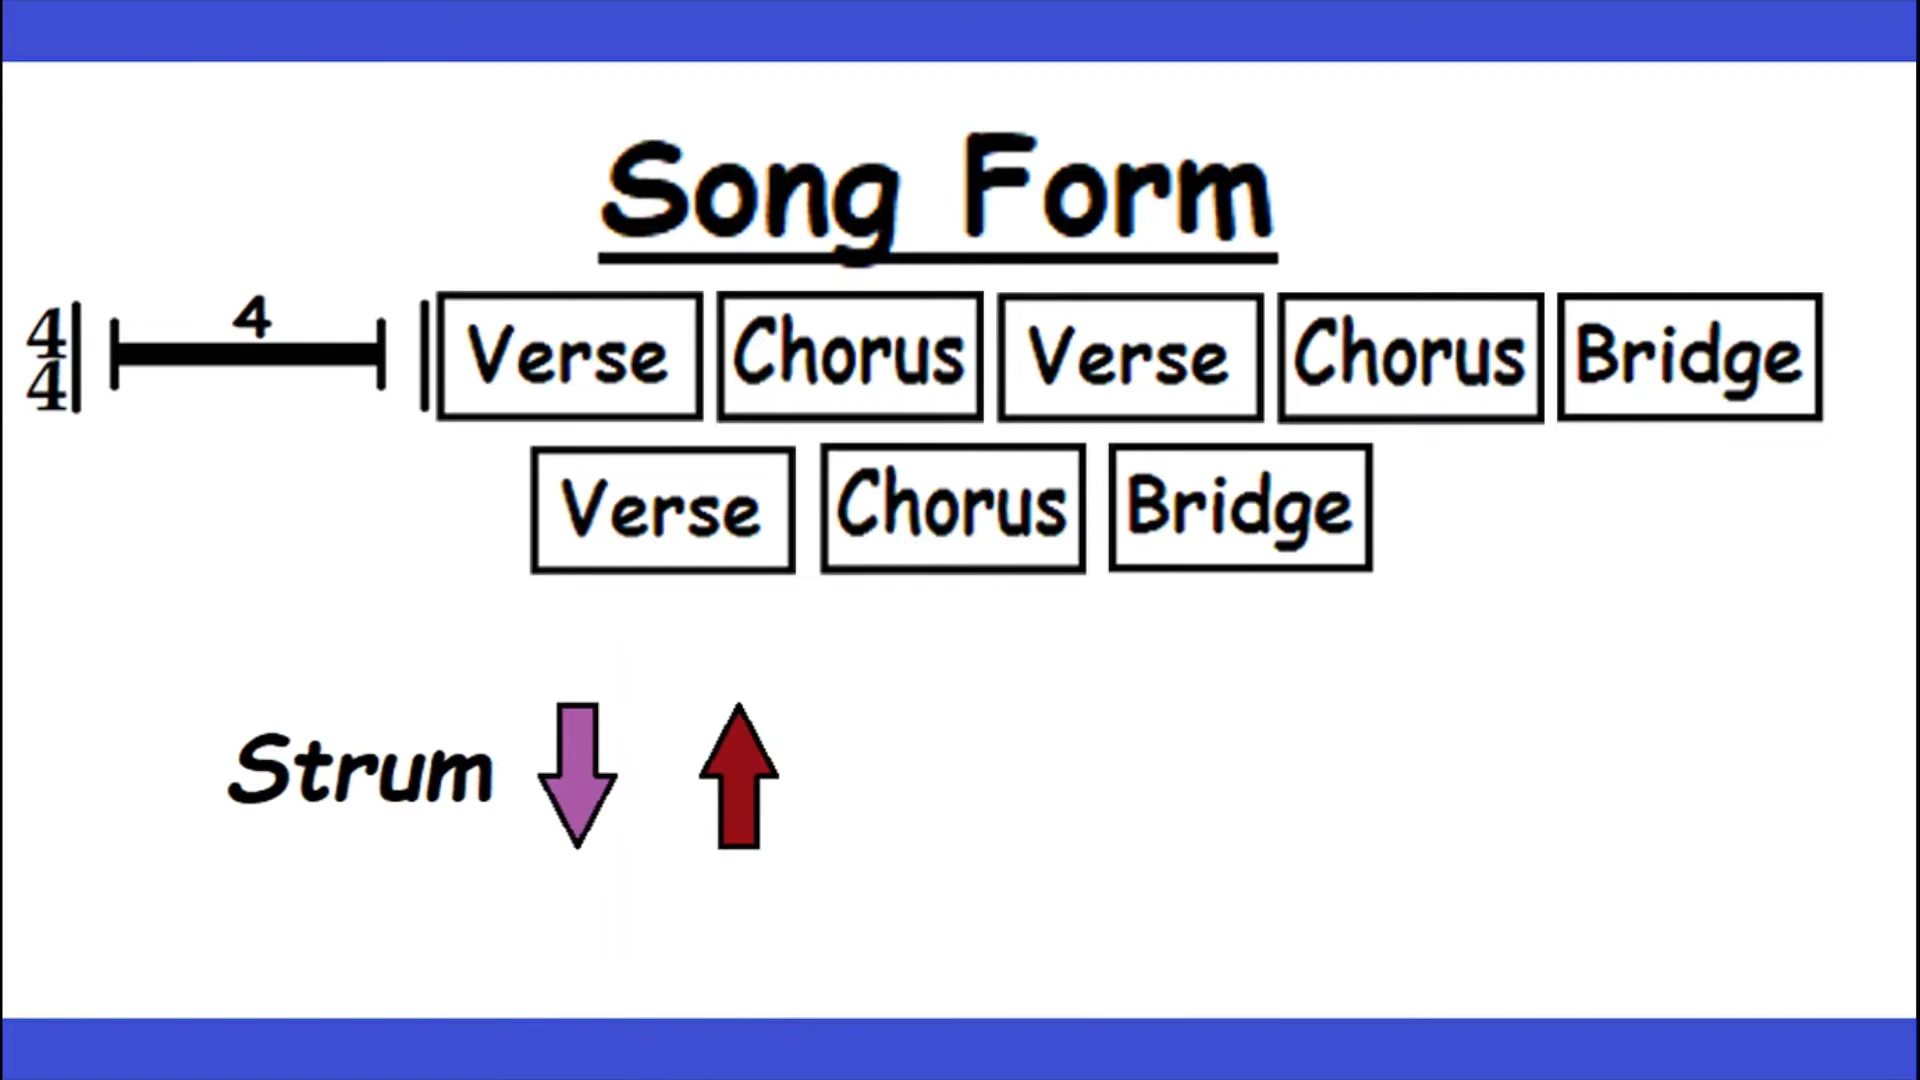 Song Form
4
4 4 Verse Chorus Verse Chorus Bridge
Verse Chorus Bridge
Strum